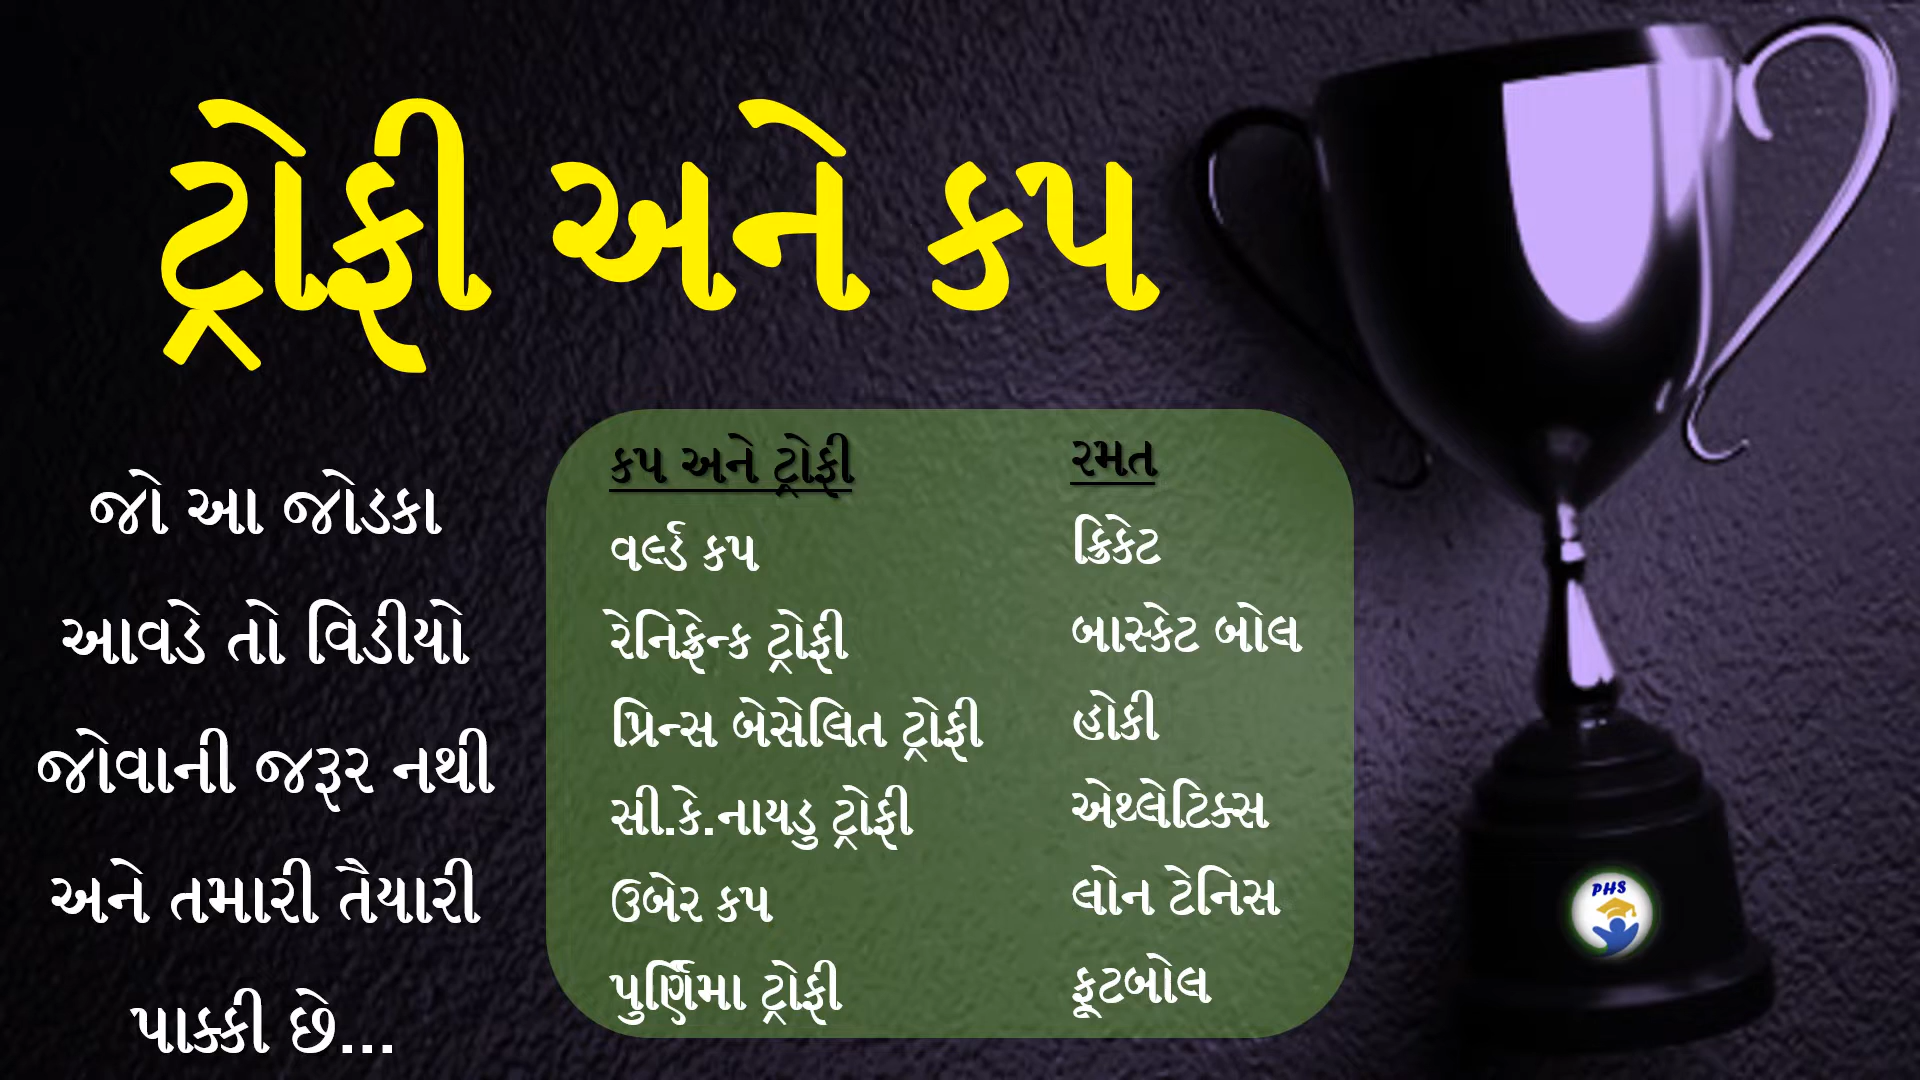 ટ્રોફી અને કપ
જો આ જોડકા
આવડે તો વિડીયો
જોવાની જરૂર નથી
અને તમારી તૈયારી
પાક્કી છે...
કપ અને ટ્રોફી
વર્લ્ડ કપ
રેનિફ્રેન્ક ટ્રોફી
પ્રિન્સ બેસેલિત ટ્રોફી
સી.કે.નાયડુ ટ્રોફી
ઉબેર કપ
પુર્ણિમા ટ્રોફી
રમત
ક્રિકેટ
બાસ્કેટ બોલ
હોકી
એથ્લેટિક્સ
લોન ટેનિસ
ફૂટબોલ
PHS